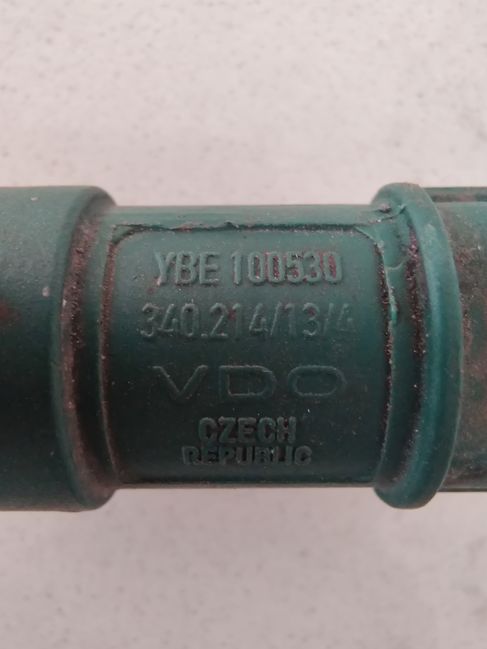 YBE 100530
340.214/13/4
VDO
CZECH
REPUBLIC